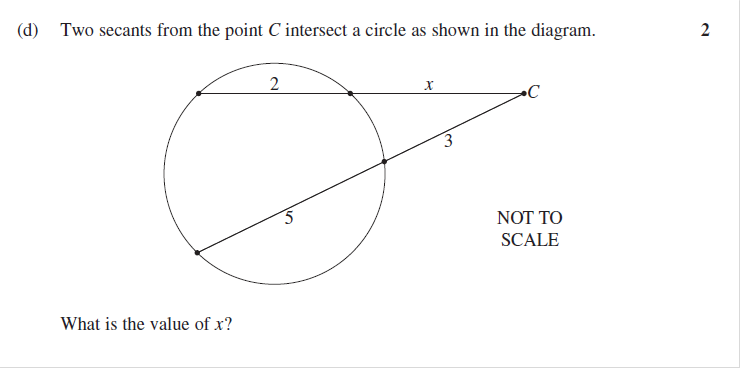 (d) Two secants from the point C intersect a circle as shown in the diagram. 2
2 x C
3
5
NOT TO
SCALE
What is the value of x?